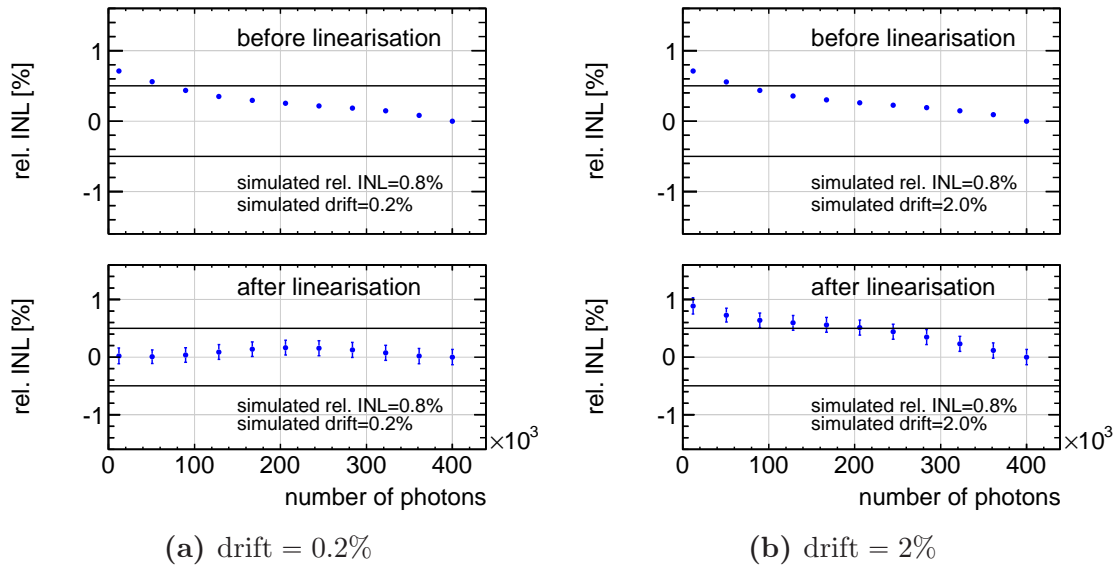 before linearisation
rel. INL [%]
1
0
-1
simulated rel. INL=0.8%
simulated drift=0.2%
after linearisation
rel. INL [%]
1
0
-1
simulated rel. INL=0.8%
simulated drift=0.2%
0 100 200 300 400 ×10³
number of photons
(a) drift = 0.2%
before linearisation
rel. INL [%]
1
0
-1
simulated rel. INL=0.8%
simulated drift=2.0%
after linearisation
rel. INL [%]
1
0
-1
simulated rel. INL=0.8%
simulated drift=2.0%
0 100 200 300 400 ×10³
number of photons
(b) drift = 2%